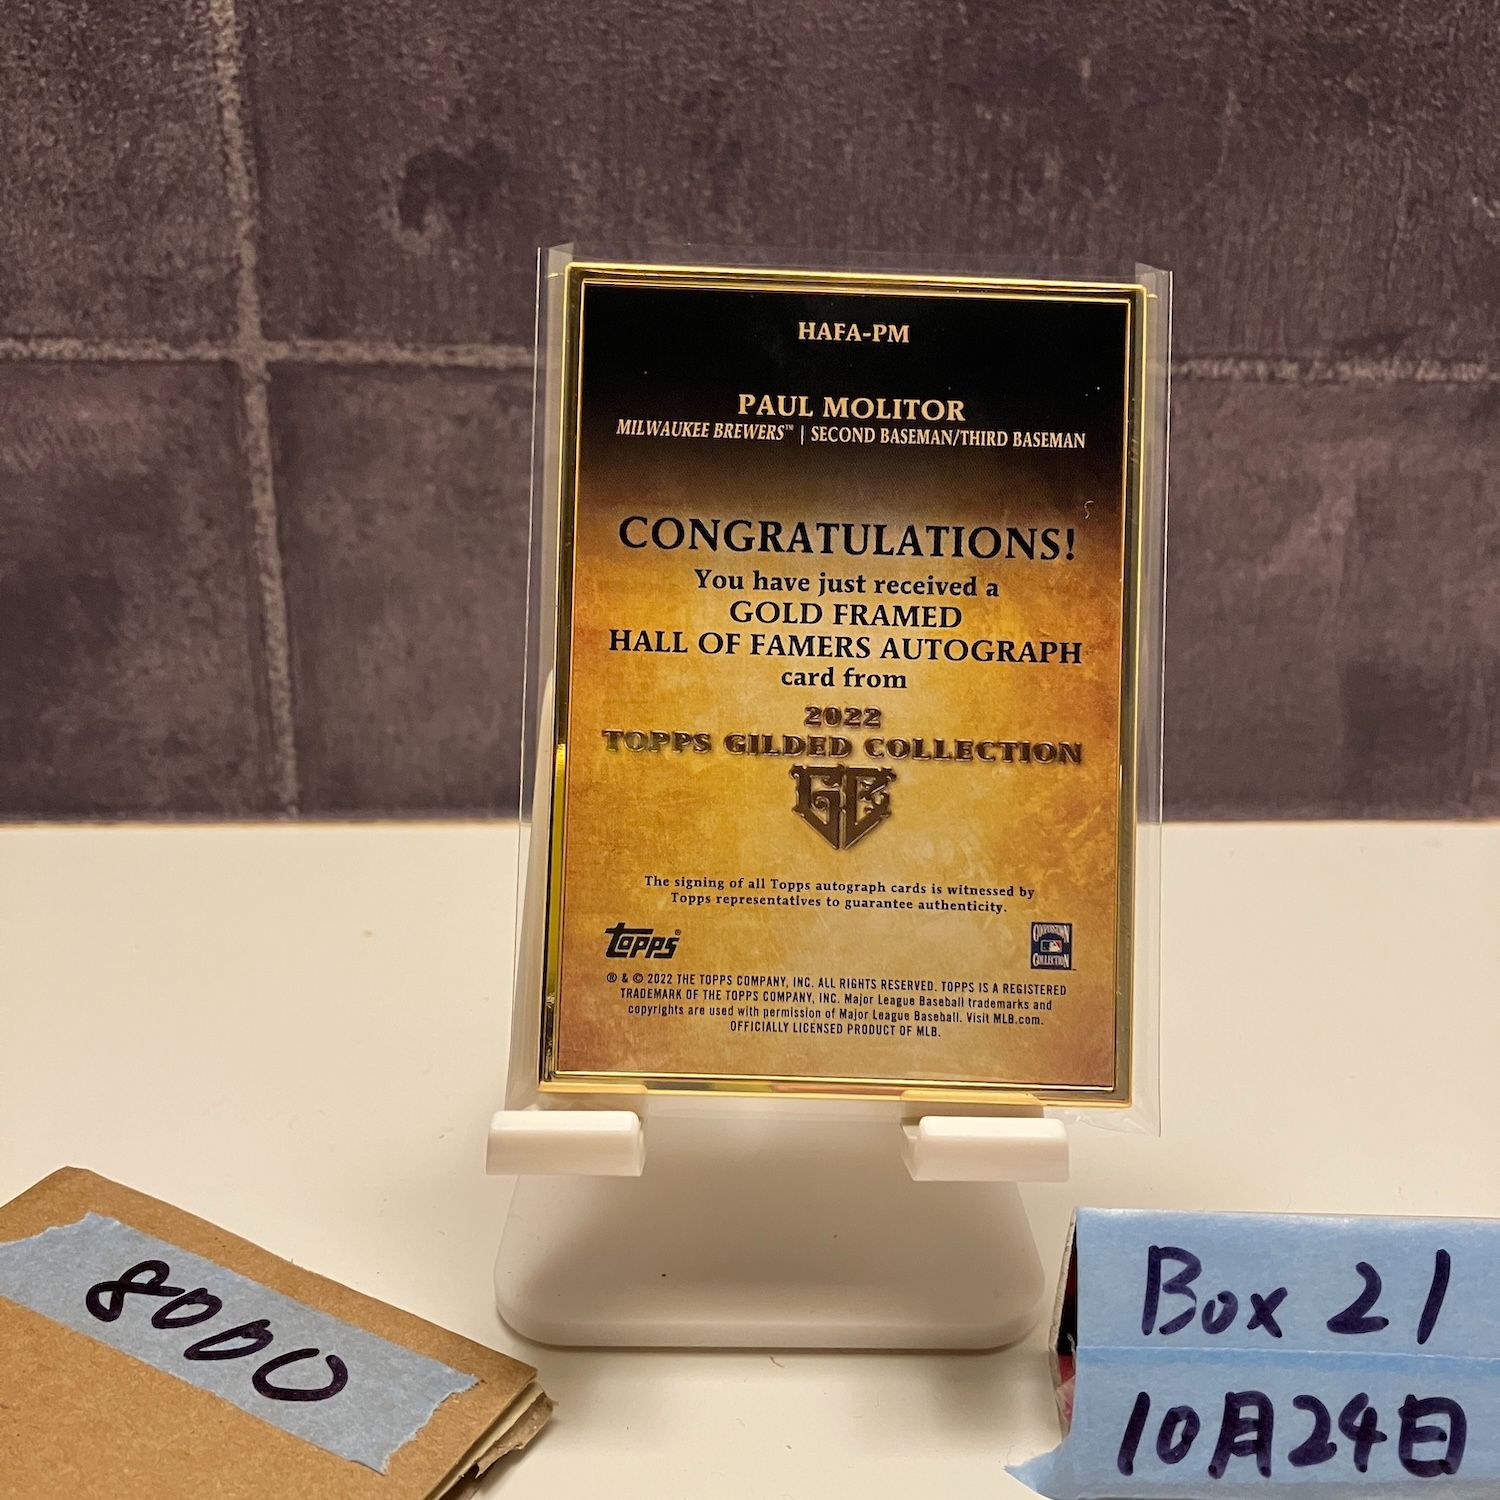 HAFA-PM
PAUL MOLITOR
MILWAUKEE BREWERS™ | SECOND BASEMAN/THIRD BASEMAN
CONGRATULATIONS!
You have just received a
GOLD FRAMED
HALL OF FAMERS AUTOGRAPH
card from
2022
TOPPS GILDED COLLECTION
GC
The signing of all Topps autograph cards is witnessed by
Topps representatives to guarantee authenticity.
topps®
COOPERSTOWN
COLLECTION
® & © 2022 THE TOPPS COMPANY, INC. ALL RIGHTS RESERVED. TOPPS IS A REGISTERED
TRADEMARK OF THE TOPPS COMPANY, INC. Major League Baseball trademarks and
copyrights are used with permission of Major League Baseball. Visit MLB.com.
OFFICIALLY LICENSED PRODUCT OF MLB.
8000
Box 21
10月24日